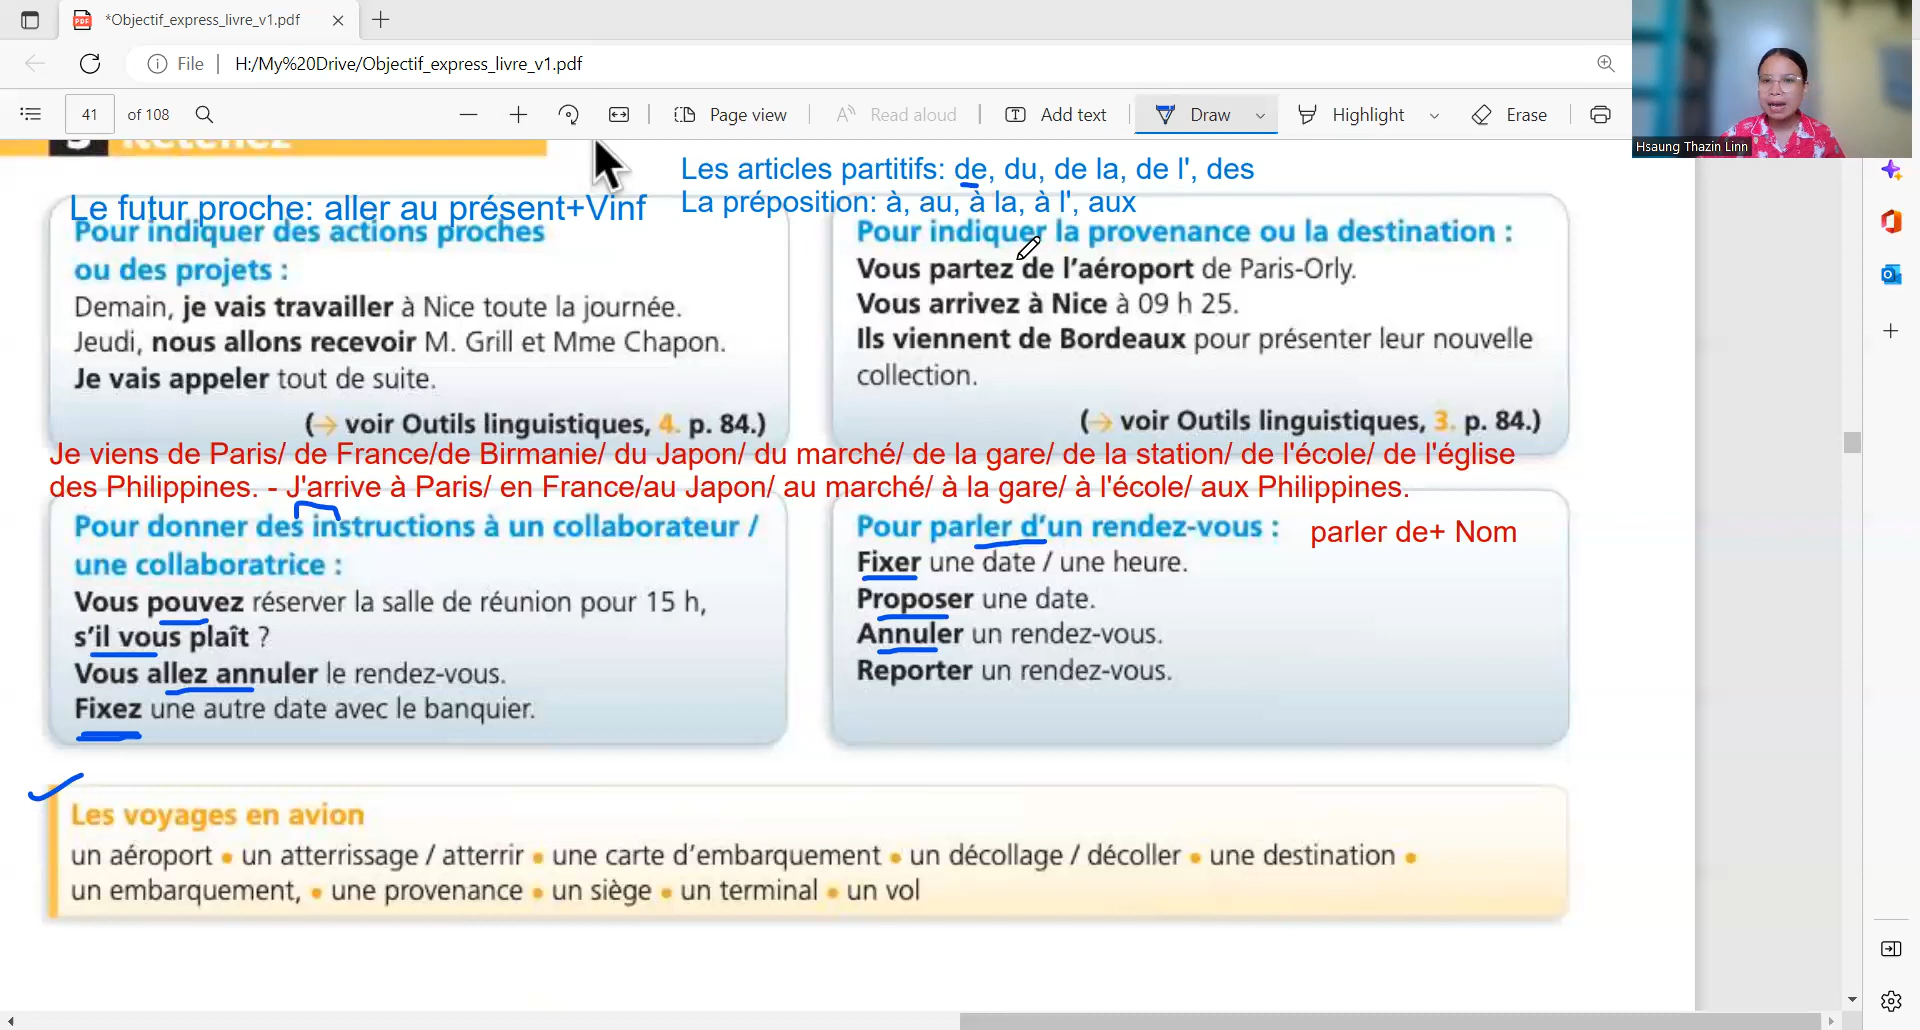 *Objectif_express_livre_v1.pdf
File | H:/My%20Drive/Objectif_express_livre_v1.pdf
41 of 108 Page view Read aloud Add text Draw Highlight Erase
Hsaung Thazin Linn
Retenez
Les articles partitifs: de, du, de la, de l', des
Le futur proche: aller au présent+Vinf
La préposition: à, au, à la, à l', aux
Pour indiquer des actions proches
ou des projets :
Demain, je vais travailler à Nice toute la journée.
Jeudi, nous allons recevoir M. Grill et Mme Chapon.
Je vais appeler tout de suite.
(→ voir Outils linguistiques, 4. p. 84.)
Pour indiquer la provenance ou la destination :
Vous partez de l'aéroport de Paris-Orly.
Vous arrivez à Nice à 09 h 25.
Ils viennent de Bordeaux pour présenter leur nouvelle
collection.
(→ voir Outils linguistiques, 3. p. 84.)
Je viens de Paris/ de France/de Birmanie/ du Japon/ du marché/ de la gare/ de la station/ de l'école/ de l'église
des Philippines. - J'arrive à Paris/ en France/au Japon/ au marché/ à la gare/ à l'école/ aux Philippines.
Pour donner des instructions à un collaborateur /
une collaboratrice :
Vous pouvez réserver la salle de réunion pour 15 h,
s'il vous plaît ?
Vous allez annuler le rendez-vous.
Fixez une autre date avec le banquier.
Pour parler d'un rendez-vous :
parler de+ Nom
Fixer une date / une heure.
Proposer une date.
Annuler un rendez-vous.
Reporter un rendez-vous.
Les voyages en avion
un aéroport • un atterrissage / atterrir • une carte d'embarquement • un décollage / décoller • une destination •
un embarquement, • une provenance • un siège • un terminal • un vol